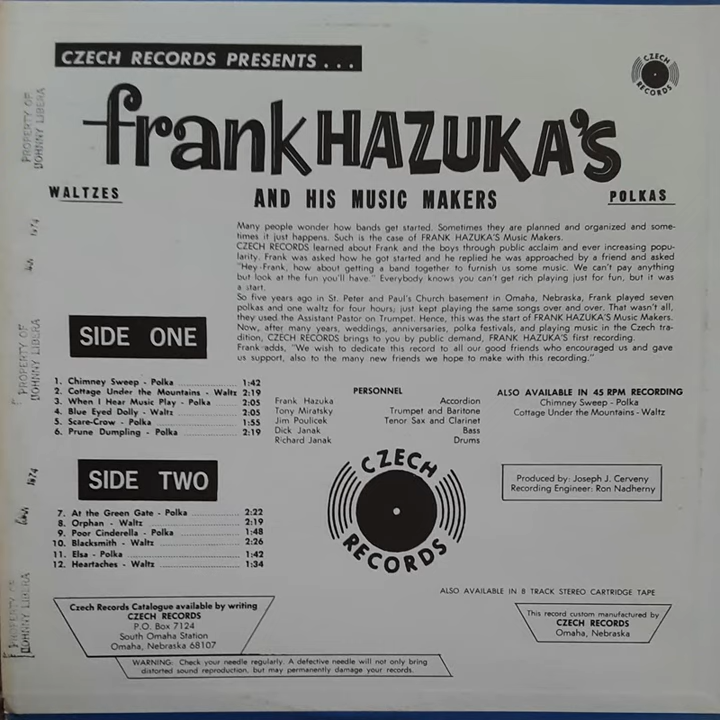 CZECH RECORDS PRESENTS . . .
CZECH RECORDS
frank HAZUKA'S
WALTZES
AND HIS MUSIC MAKERS
POLKAS
Many people wonder how bands get started. Sometimes they are planned and organized and some-
times it just happens. Such is the case of FRANK HAZUKA'S Music Makers.
CZECH RECORDS learned about Frank and the boys through public acclaim and ever increasing popu-
larity. Frank was asked how he got started and he replied he was approached by a friend and asked
"Hey Frank, how about getting a band together to furnish us some music. We can't pay anything
but look at the fun you'll have." Everybody knows you can't get rich playing just for fun, but it was
a start.
So five years ago in St. Peter and Paul's Church basement in Omaha, Nebraska, Frank played seven
polkas and one waltz for four hours, just kept playing the same songs over and over. That wasn't all,
they used the Assistant Pastor on Trumpet. Hence, this was the start of FRANK HAZUKA'S Music Makers.
Now, after many years, weddings, anniversaries, polka festivals, and playing music in the Czech tra-
dition, CZECH RECORDS brings to you by public demand, FRANK HAZUKA'S first recording.
Frank adds, "We wish to dedicate this record to all our good friends who encouraged us and gave
us support, also to the many new friends we hope to make with this recording."
SIDE ONE
1. Chimney Sweep - Polka 1:42
2. Cottage Under the Mountains - Waltz 2:19
3. When I Hear Music Play - Polka 2:05
4. Blue Eyed Dolly - Waltz 2:05
5. Scare-Crow - Polka 1:55
6. Prune Dumpling - Polka 2:19
PERSONNEL
Frank Hazuka Accordion
Tony Miratsky Trumpet and Baritone
Jim Poulicek Tenor Sax and Clarinet
Dick Janak Bass
Richard Janak Drums
ALSO AVAILABLE IN 45 RPM RECORDING
Chimney Sweep - Polka
Cottage Under the Mountains - Waltz
SIDE TWO
7. At the Green Gate - Polka 2:22
8. Orphan - Waltz 2:19
9. Poor Cinderella - Polka 1:48
10. Blacksmith - Waltz 2:26
11. Elsa - Polka 1:42
12. Heartaches - Waltz 1:34
CZECH RECORDS
Produced by: Joseph J. Cerveny
Recording Engineer: Ron Nadherny
ALSO AVAILABLE IN 8 TRACK STEREO CARTRIDGE TAPE
Czech Records Catalogue available by writing
CZECH RECORDS
P.O. Box 7124
South Omaha Station
Omaha, Nebraska 68107
This record custom manufactured by
CZECH RECORDS
Omaha, Nebraska
WARNING: Check your needle regularly. A defective needle will not only bring
distorted sound reproduction, but may permanently damage your records.
PROPERTY OF
JOHNNY LIBERA
1974
PROPERTY OF
JOHNNY LIBERA
1974
PROPERTY OF
JOHNNY LIBERA